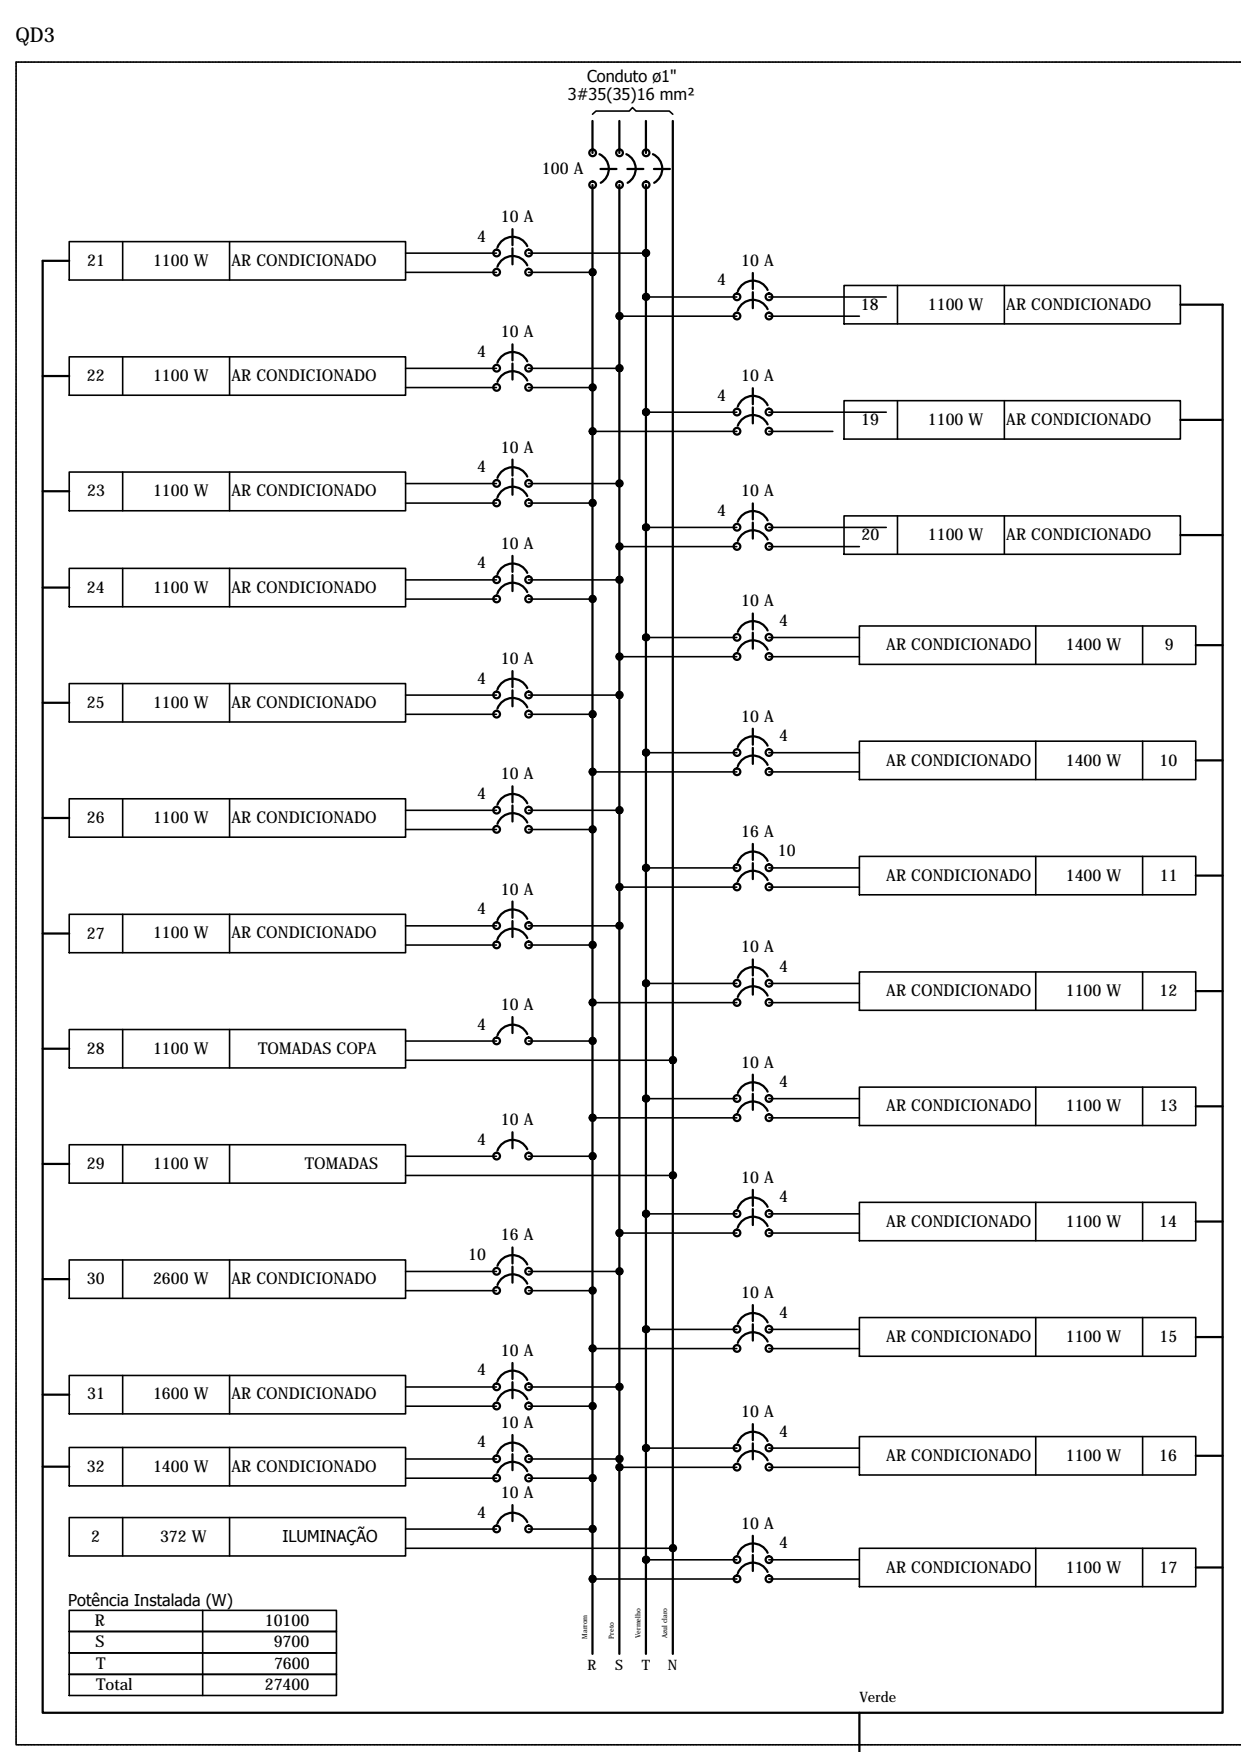 QD3
Conduto ø1"
3#35(35)16 mm²
100 A
10 A
4
21 1100 W AR CONDICIONADO
10 A
4
18 1100 W AR CONDICIONADO
10 A
4
22 1100 W AR CONDICIONADO
10 A
4
19 1100 W AR CONDICIONADO
10 A
4
23 1100 W AR CONDICIONADO
10 A
4
20 1100 W AR CONDICIONADO
10 A
4
24 1100 W AR CONDICIONADO
10 A
4
AR CONDICIONADO 1400 W 9
10 A
4
25 1100 W AR CONDICIONADO
10 A
4
AR CONDICIONADO 1400 W 10
10 A
4
26 1100 W AR CONDICIONADO
16 A
10
AR CONDICIONADO 1400 W 11
10 A
4
27 1100 W AR CONDICIONADO
10 A
4
AR CONDICIONADO 1100 W 12
10 A
4
28 1100 W TOMADAS COPA
10 A
4
AR CONDICIONADO 1100 W 13
10 A
4
29 1100 W TOMADAS
10 A
4
AR CONDICIONADO 1100 W 14
16 A
10
30 2600 W AR CONDICIONADO
10 A
4
AR CONDICIONADO 1100 W 15
10 A
4
31 1600 W AR CONDICIONADO
10 A
4
AR CONDICIONADO 1100 W 16
10 A
4
32 1400 W AR CONDICIONADO
10 A
4
2 372 W ILUMINAÇÃO
10 A
4
AR CONDICIONADO 1100 W 17
Potência Instalada (W)
R 10100
S 9700
T 7600
Total 27400
Marrom
Preto
Vermelho
Azul claro
R S T N
Verde